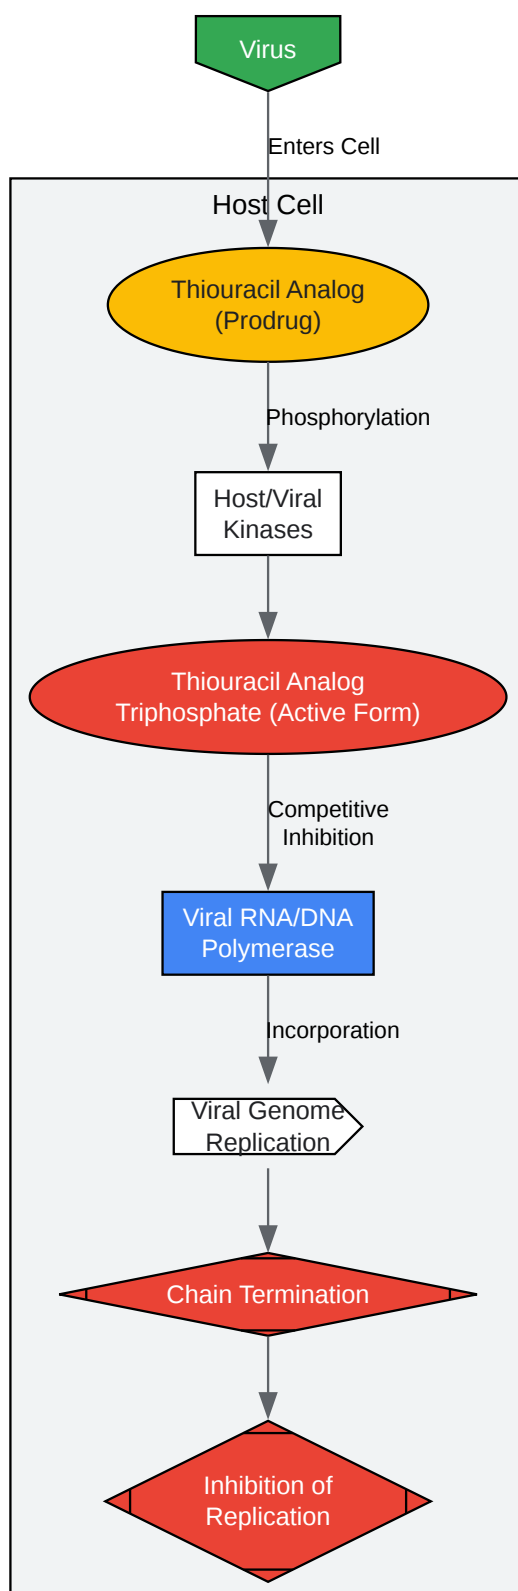 Virus
Enters Cell
Host Cell
Thiouracil Analog
(Prodrug)
Phosphorylation
Host/Viral
Kinases
Thiouracil Analog
Triphosphate (Active Form)
Competitive
Inhibition
Viral RNA/DNA
Polymerase
Incorporation
Viral Genome
Replication
Chain Termination
Inhibition of
Replication